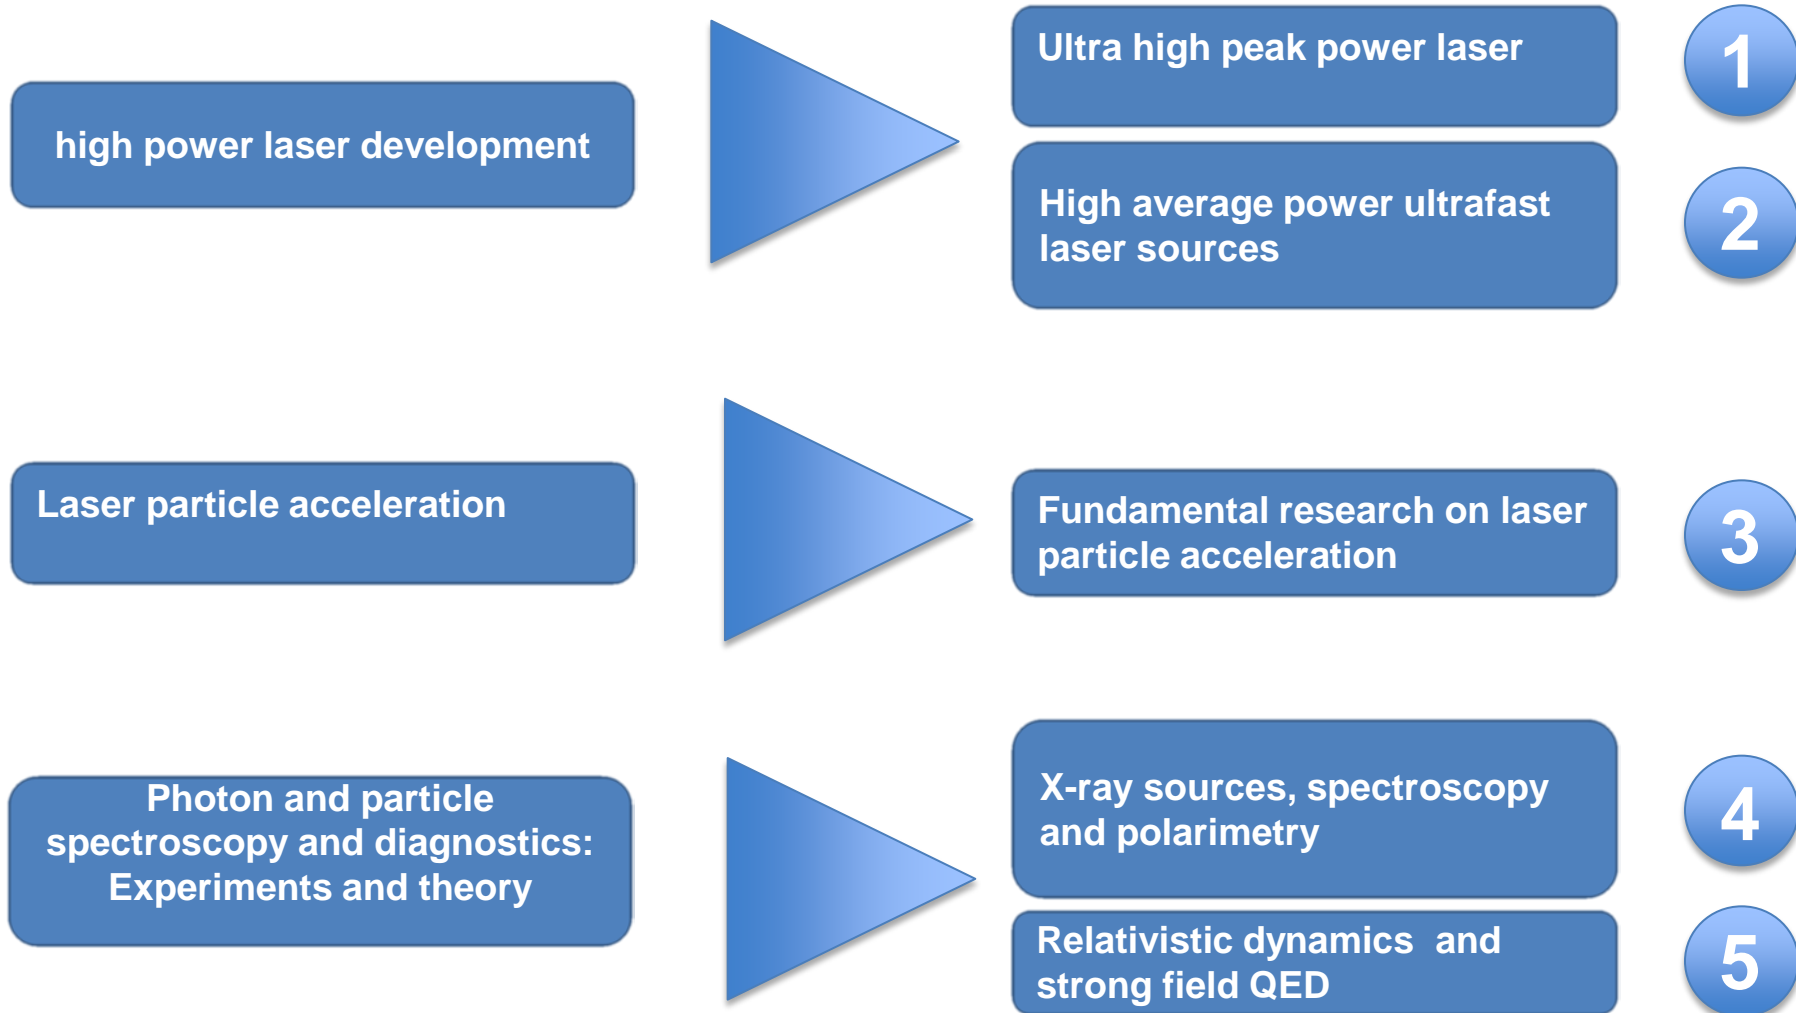 high power laser development
Ultra high peak power laser
1
High average power ultrafast
laser sources
2
Laser particle acceleration
Fundamental research on laser
particle acceleration
3
Photon and particle
spectroscopy and diagnostics:
Experiments and theory
X-ray sources, spectroscopy
and polarimetry
4
Relativistic dynamics  and
strong field QED
5